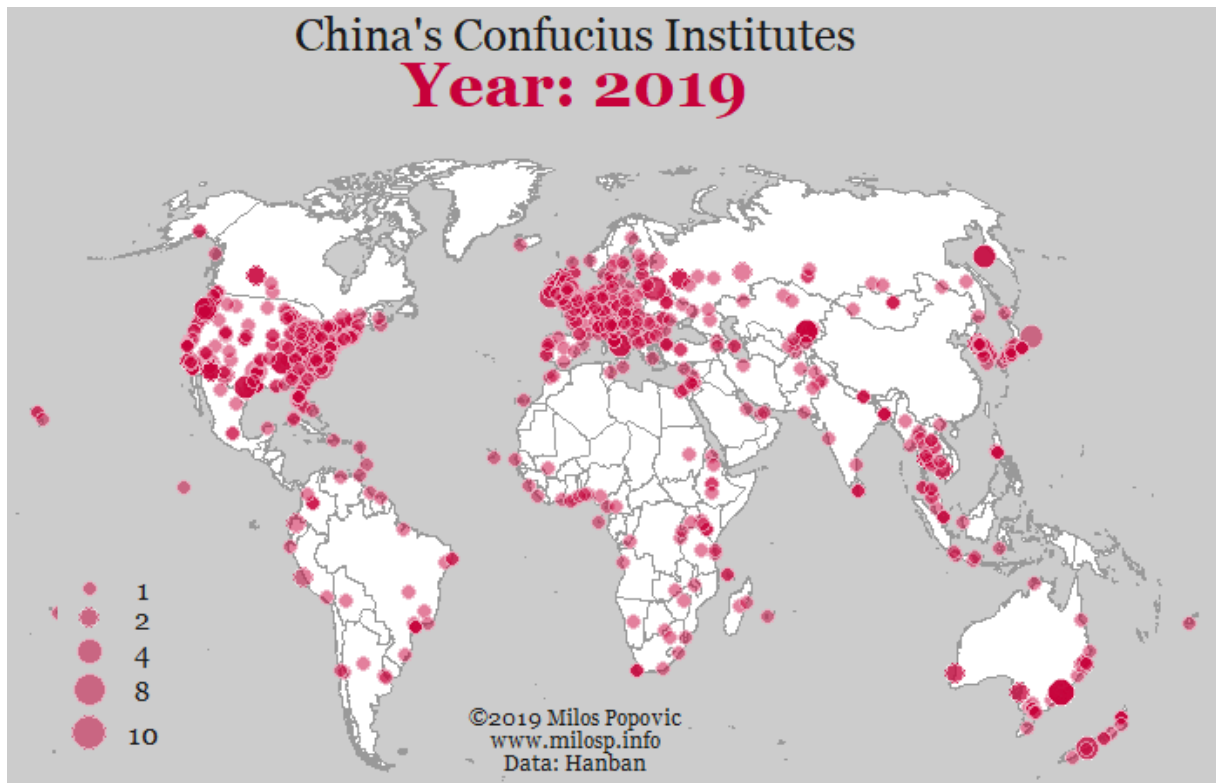 China's Confucius Institutes
Year: 2019
1
2
4
8
10
©2019 Milos Popovic
www.milosp.info
Data: Hanban